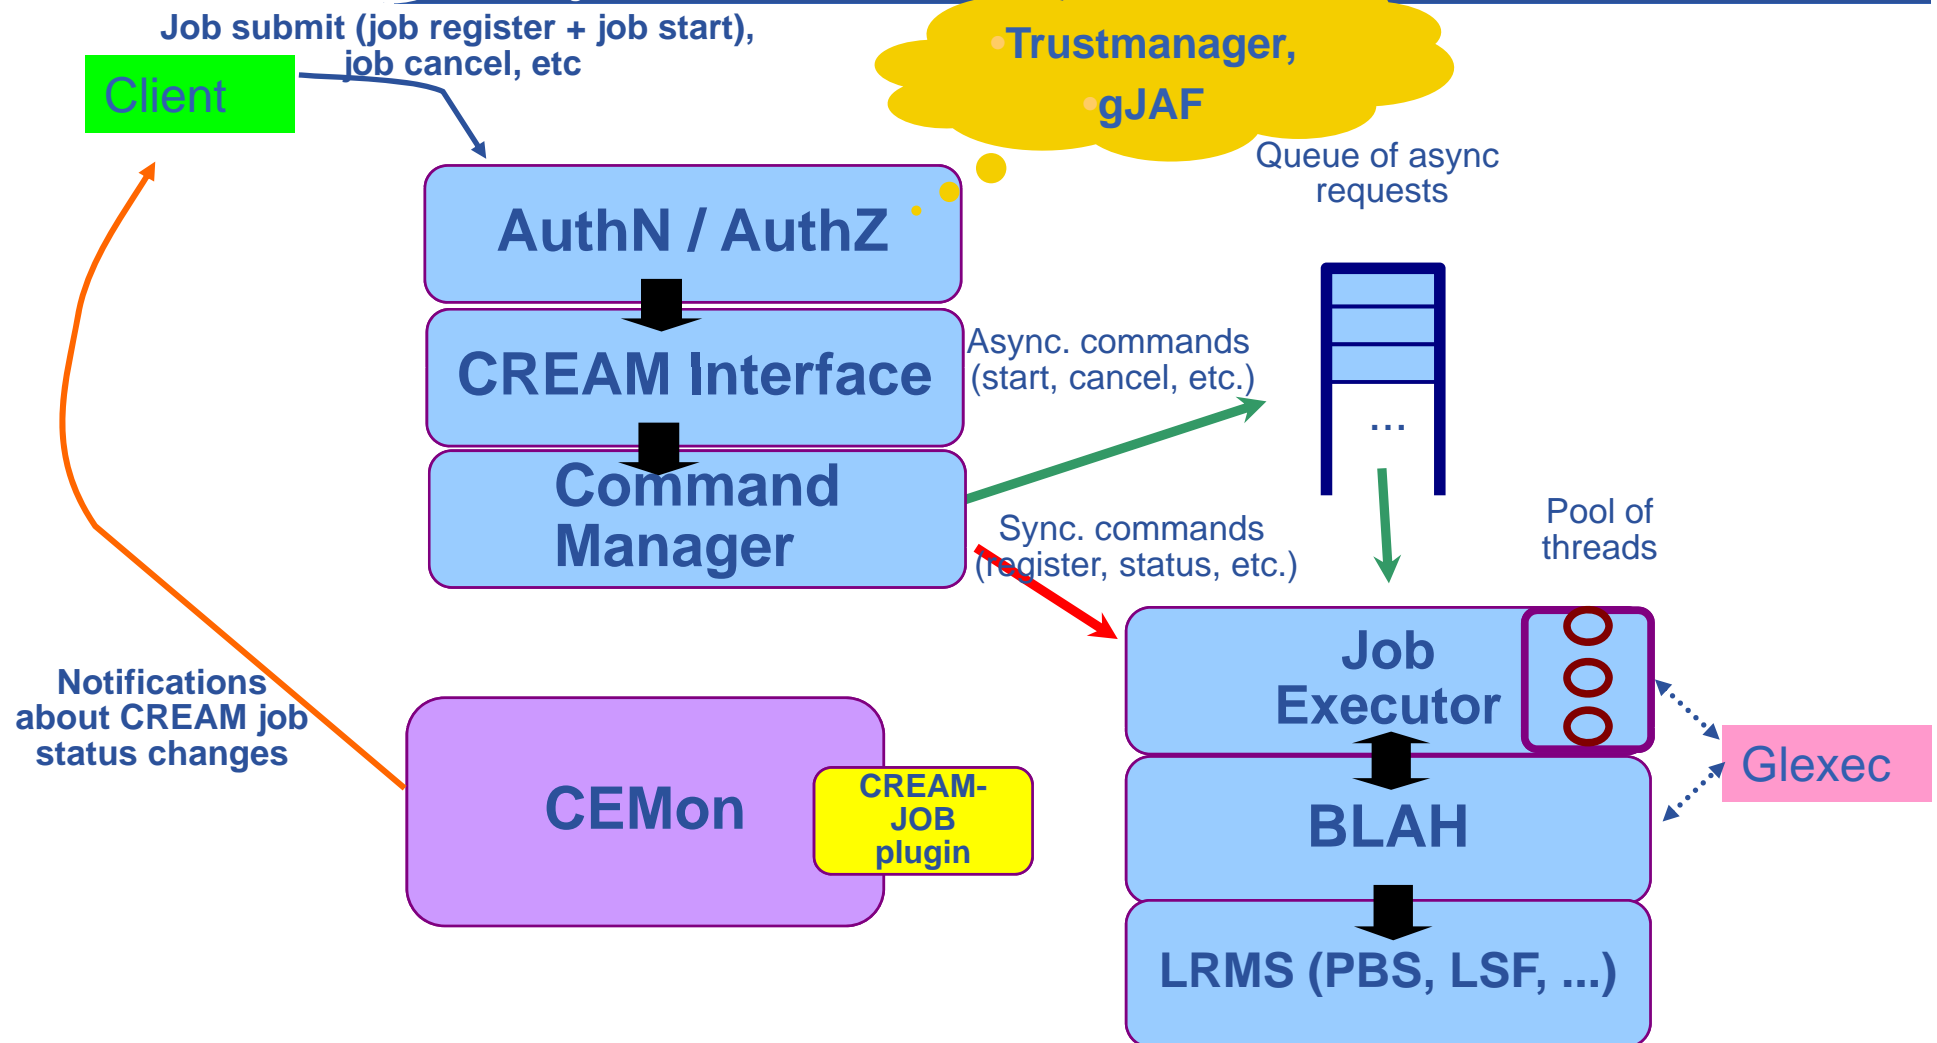 Job submit (job register + job start),
job cancel, etc
Client
•Trustmanager,
•gJAF
Queue of async
requests
AuthN / AuthZ
CREAM Interface
Async. commands
(start, cancel, etc.)
...
Command
Manager
Sync. commands
(register, status, etc.)
Pool of
threads
Job
Executor
Notifications
about CREAM job
status changes
Glexec
CEMon
CREAM-
JOB
plugin
BLAH
LRMS (PBS, LSF, ...)